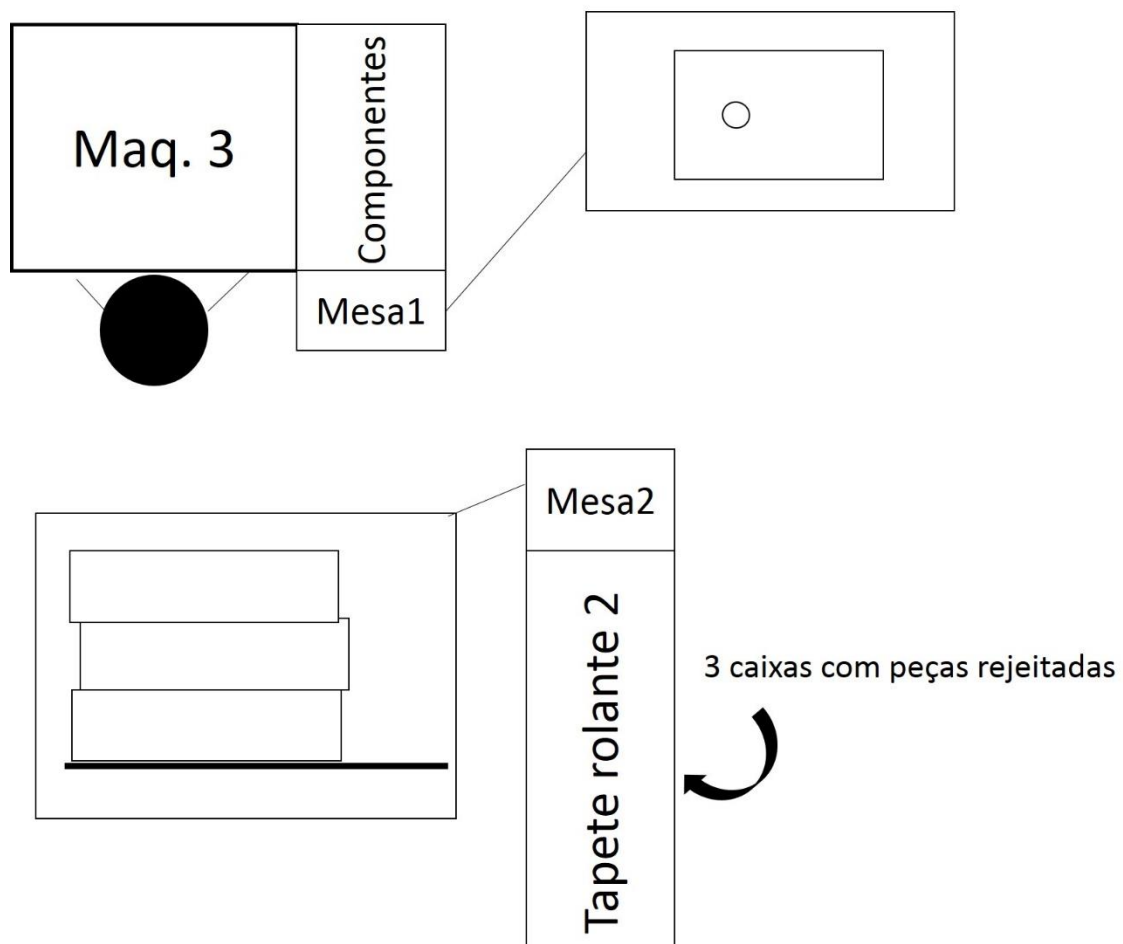 Maq. 3
Componentes
Mesa1
Mesa2
Tapete rolante 2
3 caixas com peças rejeitadas